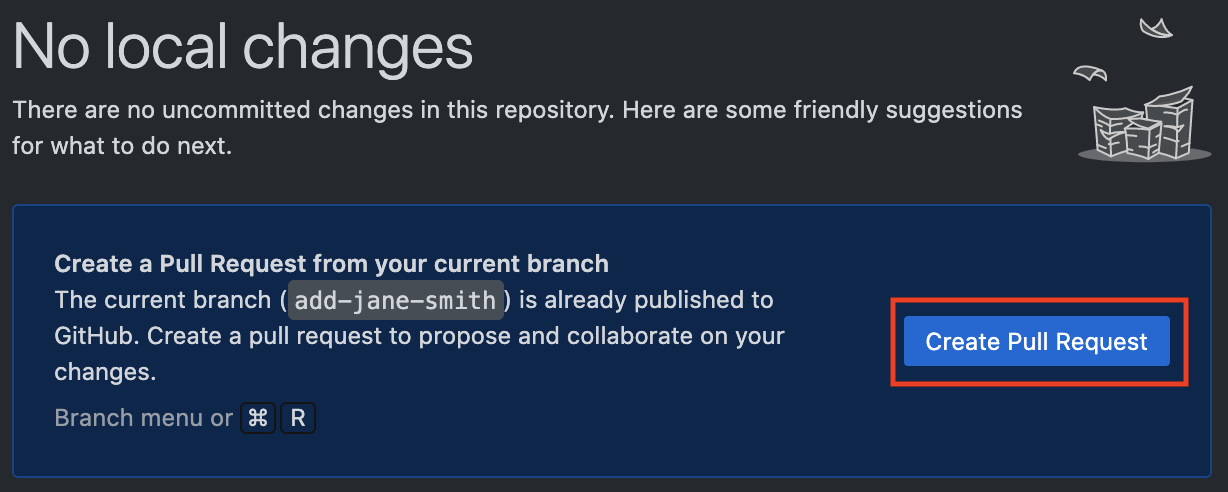 No local changes
There are no uncommitted changes in this repository. Here are some friendly suggestions
for what to do next.
Create a Pull Request from your current branch
The current branch (add-jane-smith) is already published to
GitHub. Create a pull request to propose and collaborate on your
changes.
Create Pull Request
Branch menu or ⌘ R